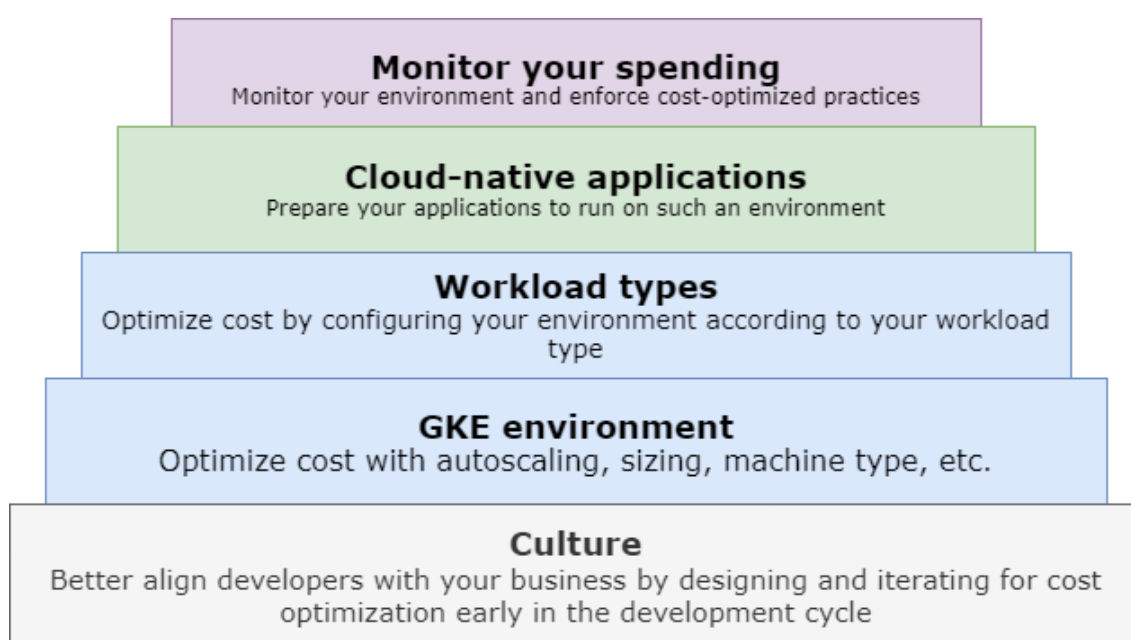 Monitor your spending
Monitor your environment and enforce cost-optimized practices
Cloud-native applications
Prepare your applications to run on such an environment
Workload types
Optimize cost by configuring your environment according to your workload
type
GKE environment
Optimize cost with autoscaling, sizing, machine type, etc.
Culture
Better align developers with your business by designing and iterating for cost
optimization early in the development cycle